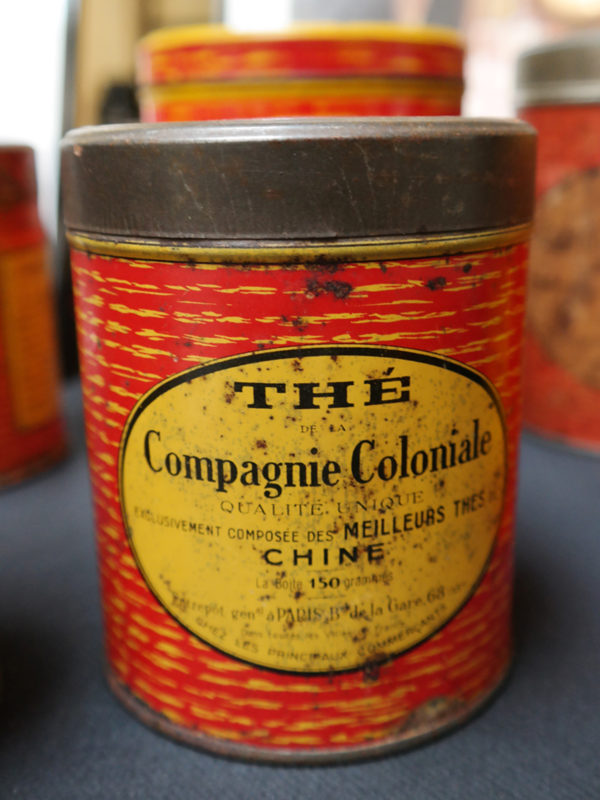 THÉ
DE LA
Compagnie Coloniale
QUALITÉ UNIQUE
EXCLUSIVEMENT COMPOSÉE DES MEILLEURS THÉS DE
CHINE
La Boîte 150 grammes
Entrepôt genal à PARIS, Bd de la Gare, 68
CHEZ LES PRINCIPAUX COMMERÇANTS